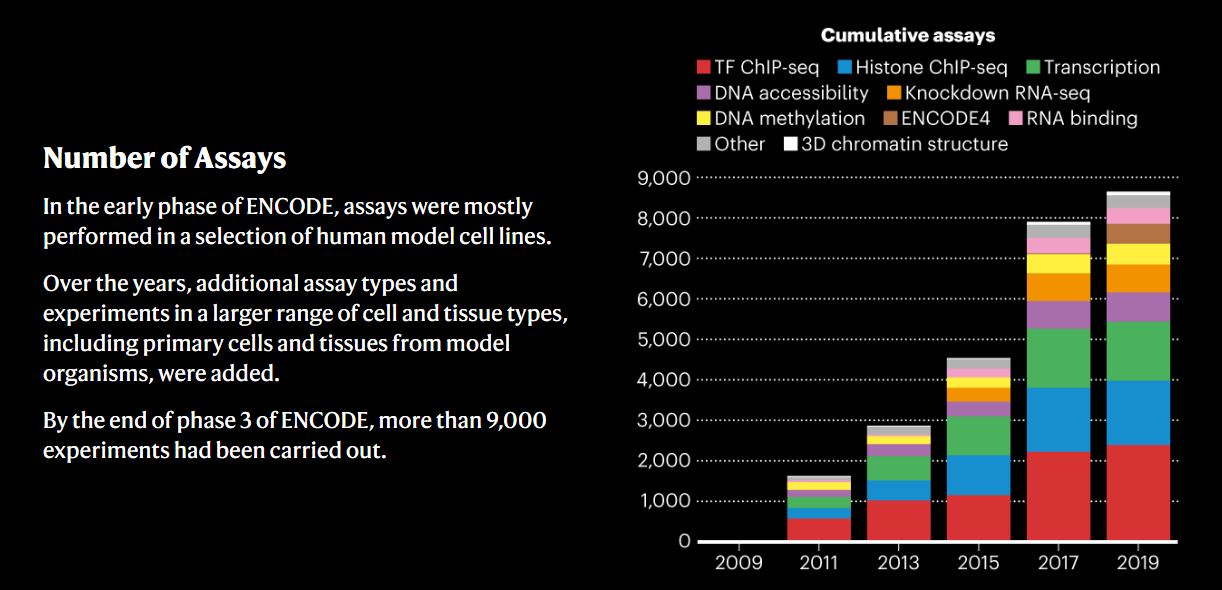 Number of Assays
In the early phase of ENCODE, assays were mostly
performed in a selection of human model cell lines.
Over the years, additional assay types and
experiments in a larger range of cell and tissue types,
including primary cells and tissues from model
organisms, were added.
By the end of phase 3 of ENCODE, more than 9,000
experiments had been carried out.
Cumulative assays
TF ChIP-seq Histone ChIP-seq Transcription
DNA accessibility Knockdown RNA-seq
DNA methylation ENCODE4 RNA binding
Other 3D chromatin structure
9,000
8,000
7,000
6,000
5,000
4,000
3,000
2,000
1,000
0
2009 2011 2013 2015 2017 2019